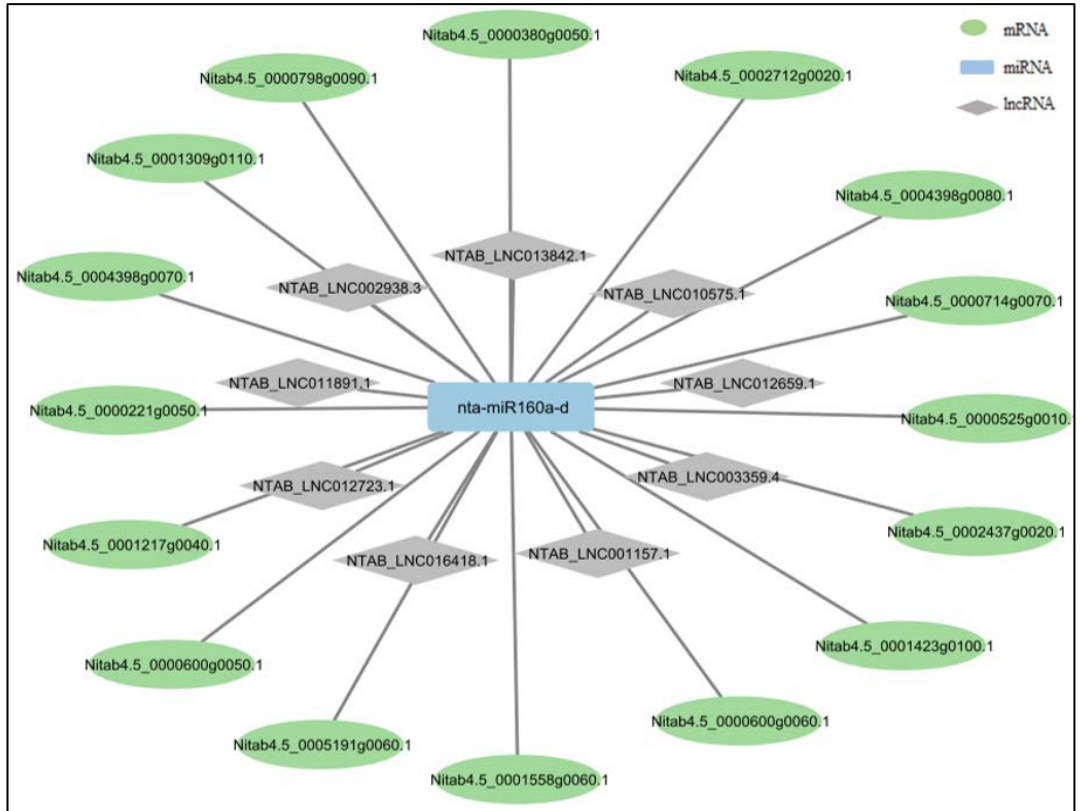 Nitab4.5_0000380g0050.1
mRNA
Nitab4.5_0000798g0090.1
Nitab4.5_0002712g0020.1
miRNA
lncRNA
Nitab4.5_0001309g0110.1
Nitab4.5_0004398g0080.1
NTAB_LNC013842.1
Nitab4.5_0004398g0070.1
NTAB_LNC002938.3
NTAB_LNC010575.1
Nitab4.5_0000714g0070.1
NTAB_LNC011891.1
NTAB_LNC012659.1
Nitab4.5_0000221g0050.1
nta-miR160a-d
Nitab4.5_0000525g0010.
NTAB_LNC012723.1
NTAB_LNC003359.4
Nitab4.5_0001217g0040.1
NTAB_LNC016418.1
NTAB_LNC001157.1
Nitab4.5_0002437g0020.1
Nitab4.5_0000600g0050.1
Nitab4.5_0001423g0100.1
Nitab4.5_0005191g0060.1
Nitab4.5_0000600g0060.1
Nitab4.5_0001558g0060.1